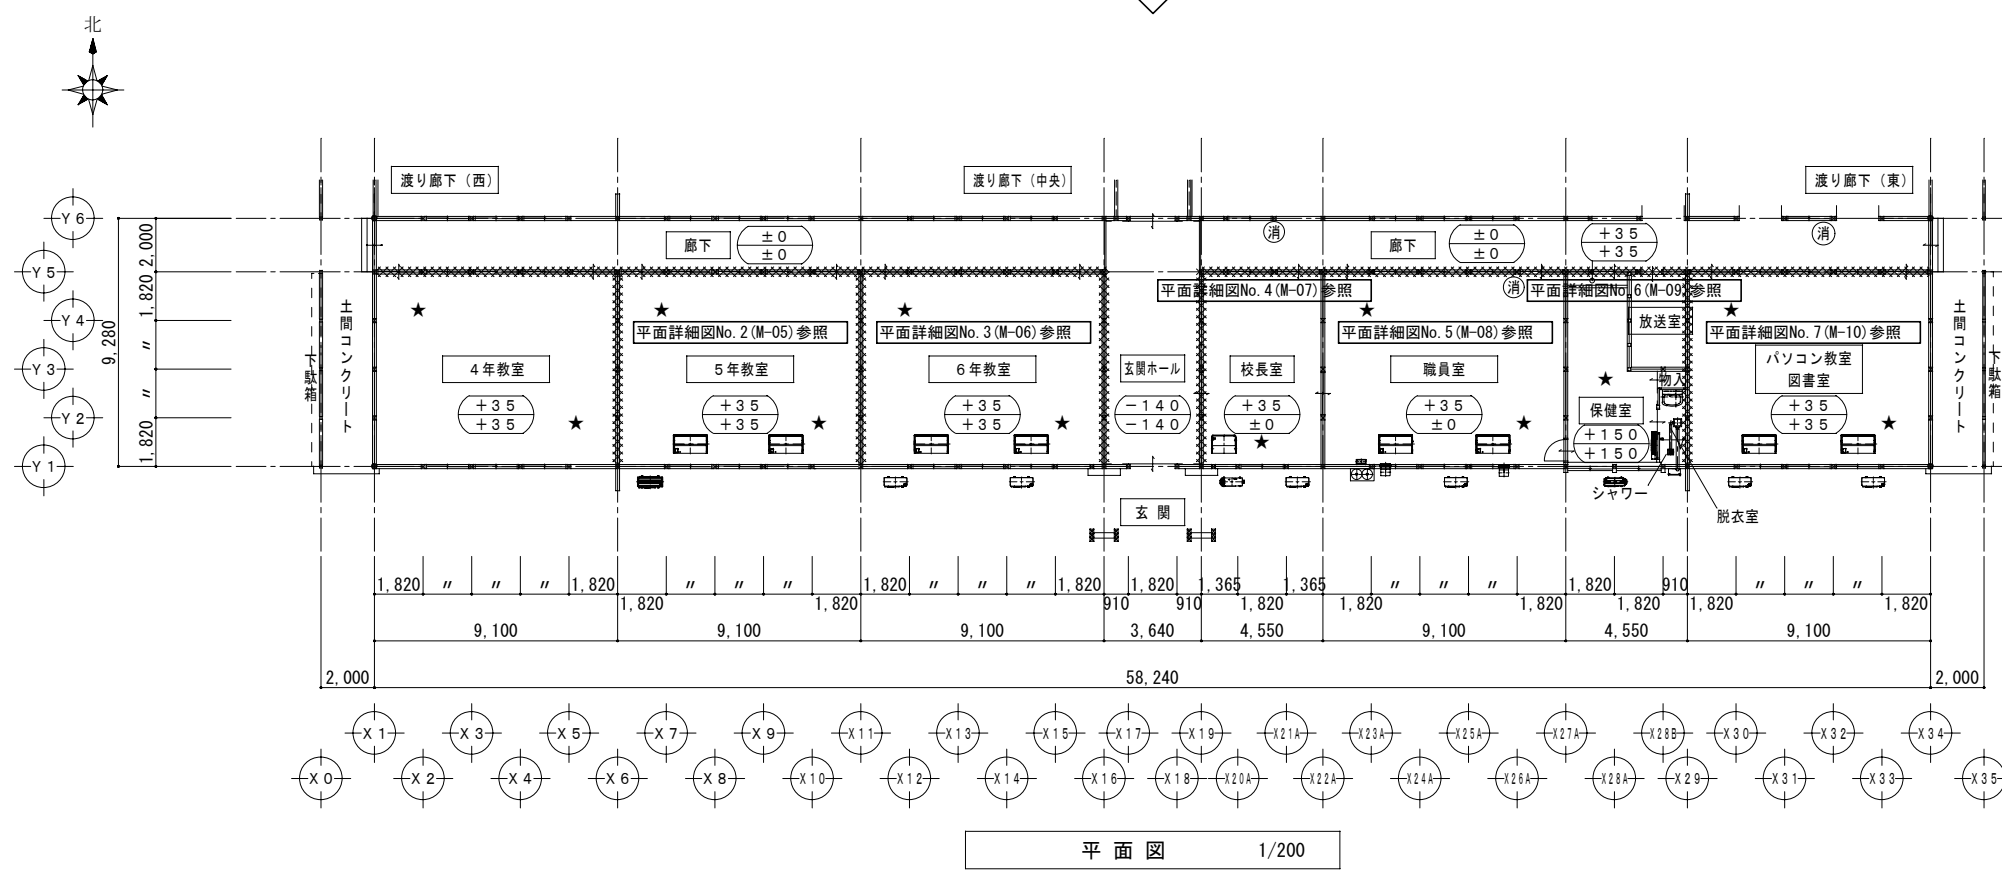 北
渡り廊下（西）
渡り廊下（中央）
渡り廊下（東）
Y6
Y5
Y4
Y3
Y2
Y1
2,000
1,820
〃
〃
1,820
9,280
廊下
±0
±0
消
廊下
±0
±0
+35
+35
消
平面詳細図No.4(M-07)参照
消
平面詳細図No.6(M-09)参照
土間コンクリート
下駄箱
★
★
平面詳細図No.2(M-05)参照
★
平面詳細図No.3(M-06)参照
★
平面詳細図No.5(M-08)参照
放送室
★
平面詳細図No.7(M-10)参照
土間コンクリート
下駄箱
4年教室
+35
+35
★
5年教室
+35
+35
★
6年教室
+35
+35
★
玄関ホール
-140
-140
校長室
+35
±0
★
職員室
+35
±0
★
★
物入
保健室
+150
+150
パソコン教室
図書室
+35
+35
★
シャワー
脱衣室
玄関
1,820 〃 〃 〃 1,820 〃 〃 〃 1,820 〃 〃 〃 1,820 1,820 1,365 1,365 〃 〃 〃 1,820 910 〃 〃 〃
1,820 1,820 910 910 1,820 1,820 1,820 1,820 1,820 1,820
9,100 9,100 9,100 3,640 4,550 9,100 4,550 9,100
2,000 58,240 2,000
X1 X3 X5 X7 X9 X11 X13 X15 X17 X19 X21A X23A X25A X27A X28B X30 X32 X34
X0 X2 X4 X6 X8 X10 X12 X14 X16 X18 X20A X22A X24A X26A X28A X29 X31 X33 X35
平面図 1/200